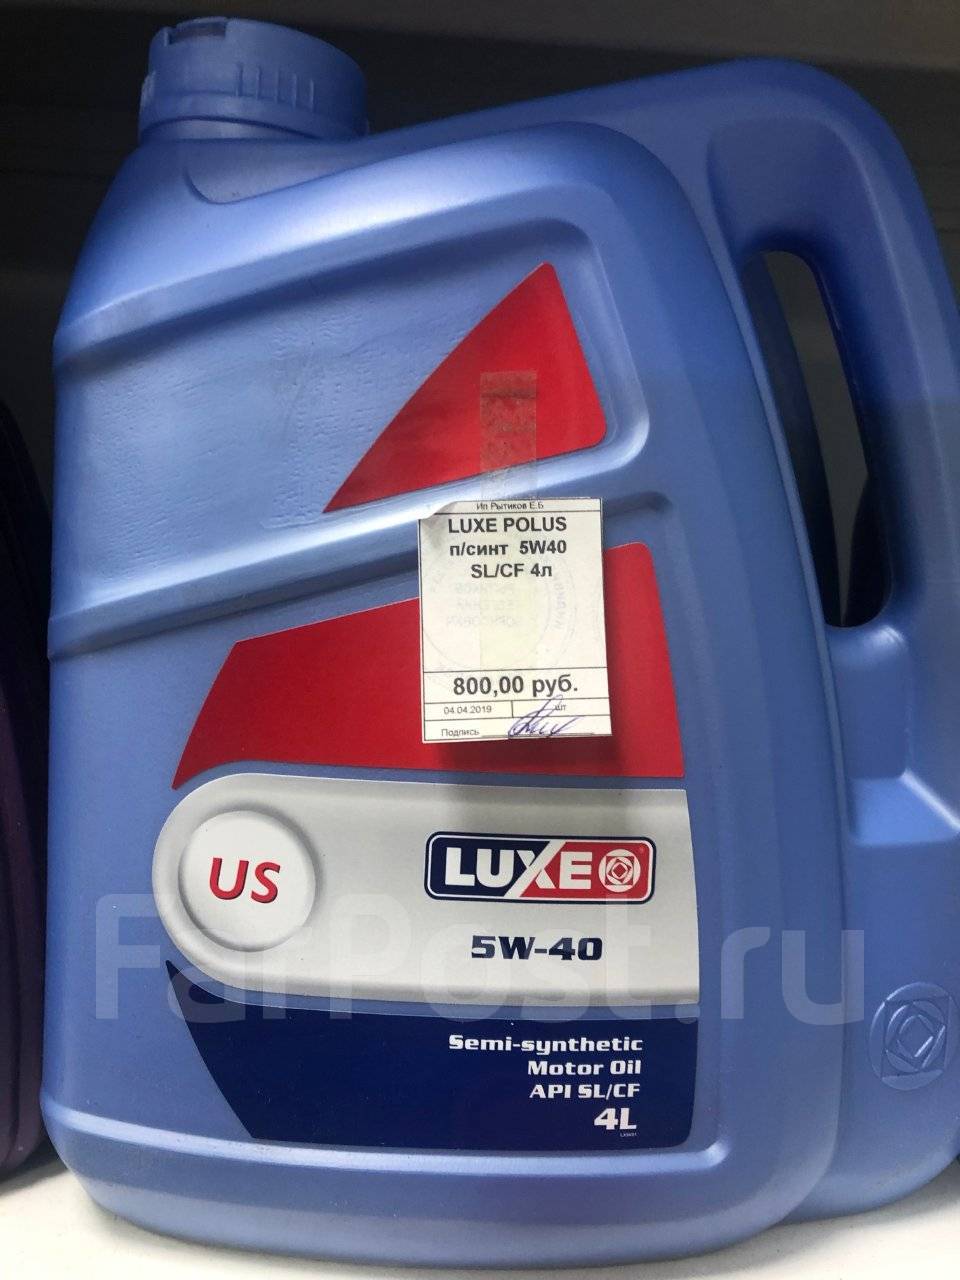 Ип Рытиков Е.Б
LUXE POLUS
п/синт 5W40
SL/CF 4л
800,00 руб.
04.04.2019 шт
Подпись
US
LUXE
5W-40
FarPost.ru
Semi-synthetic
Motor Oil
API SL/CF
4L